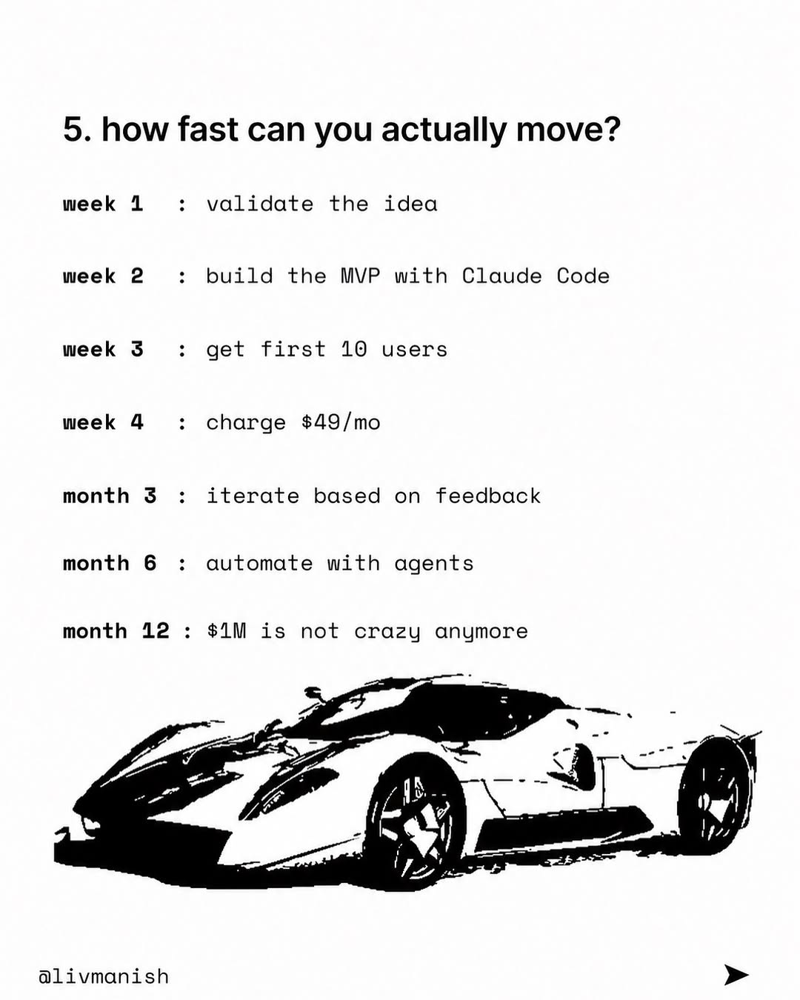 5. how fast can you actually move?
week 1 : validate the idea
week 2 : build the MVP with Claude Code
week 3 : get first 10 users
week 4 : charge $49/mo
month 3 : iterate based on feedback
month 6 : automate with agents
month 12 : $1M is not crazy anymore
@livmanish